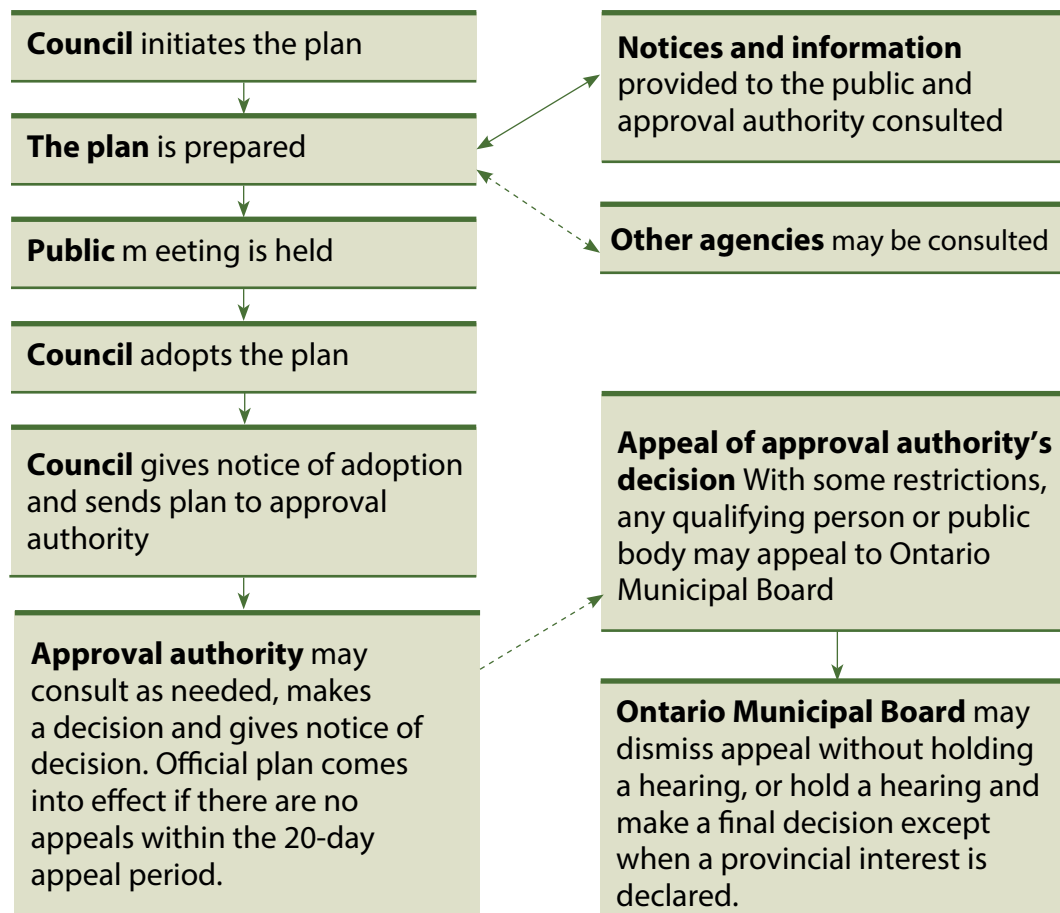 Council initiates the plan
The plan is prepared
Public m eeting is held
Council adopts the plan
Council gives notice of adoption
and sends plan to approval
authority
Approval authority may
consult as needed, makes
a decision and gives notice of
decision. Official plan comes
into effect if there are no
appeals within the 20-day
appeal period.
Notices and information
provided to the public and
approval authority consulted
Other agencies may be consulted
Appeal of approval authority’s
decision With some restrictions,
any qualifying person or public
body may appeal to Ontario
Municipal Board
Ontario Municipal Board may
dismiss appeal without holding
a hearing, or hold a hearing and
make a final decision except
when a provincial interest is
declared.